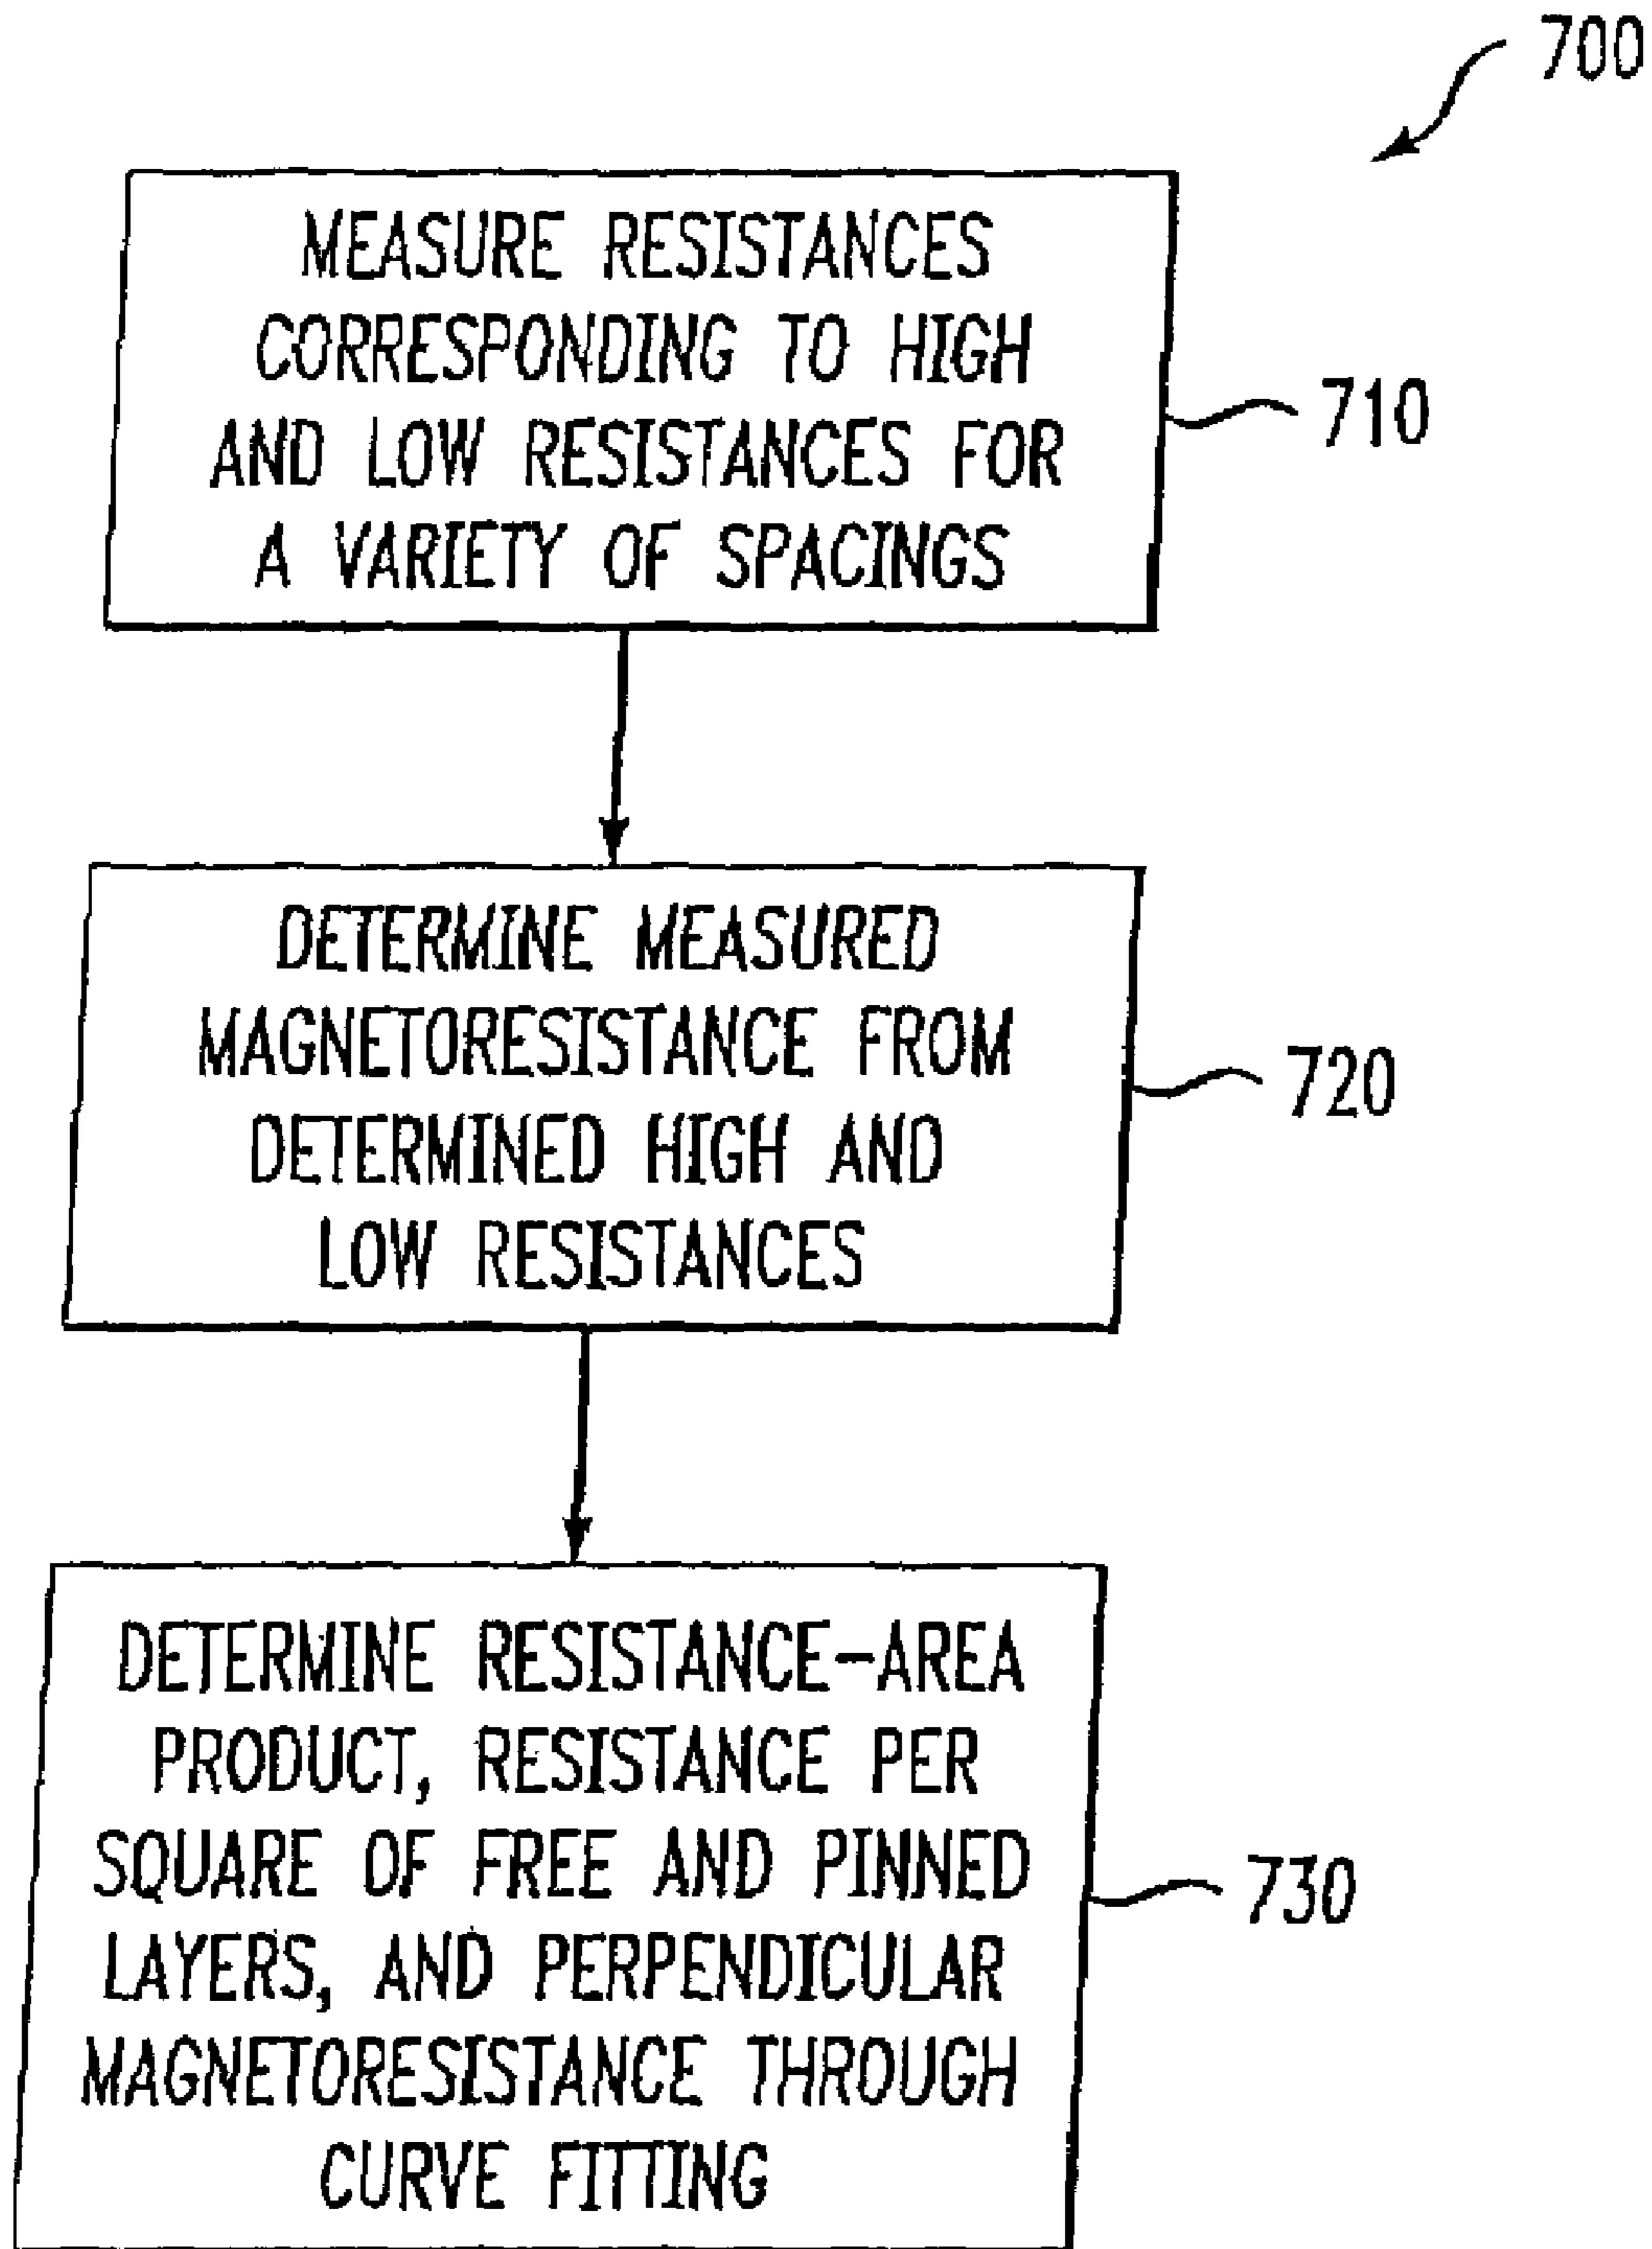 700
MEASURE RESISTANCES
CORRESPONDING TO HIGH
AND LOW RESISTANCES FOR
A VARIETY OF SPACINGS
710
DETERMINE MEASURED
MAGNETORESISTANCE FROM
DETERMINED HIGH AND
LOW RESISTANCES
720
DETERMINE RESISTANCE-AREA
PRODUCT, RESISTANCE PER
SQUARE OF FREE AND PINNED
LAYERS, AND PERPENDICULAR
MAGNETORESISTANCE THROUGH
CURVE FITTING
730